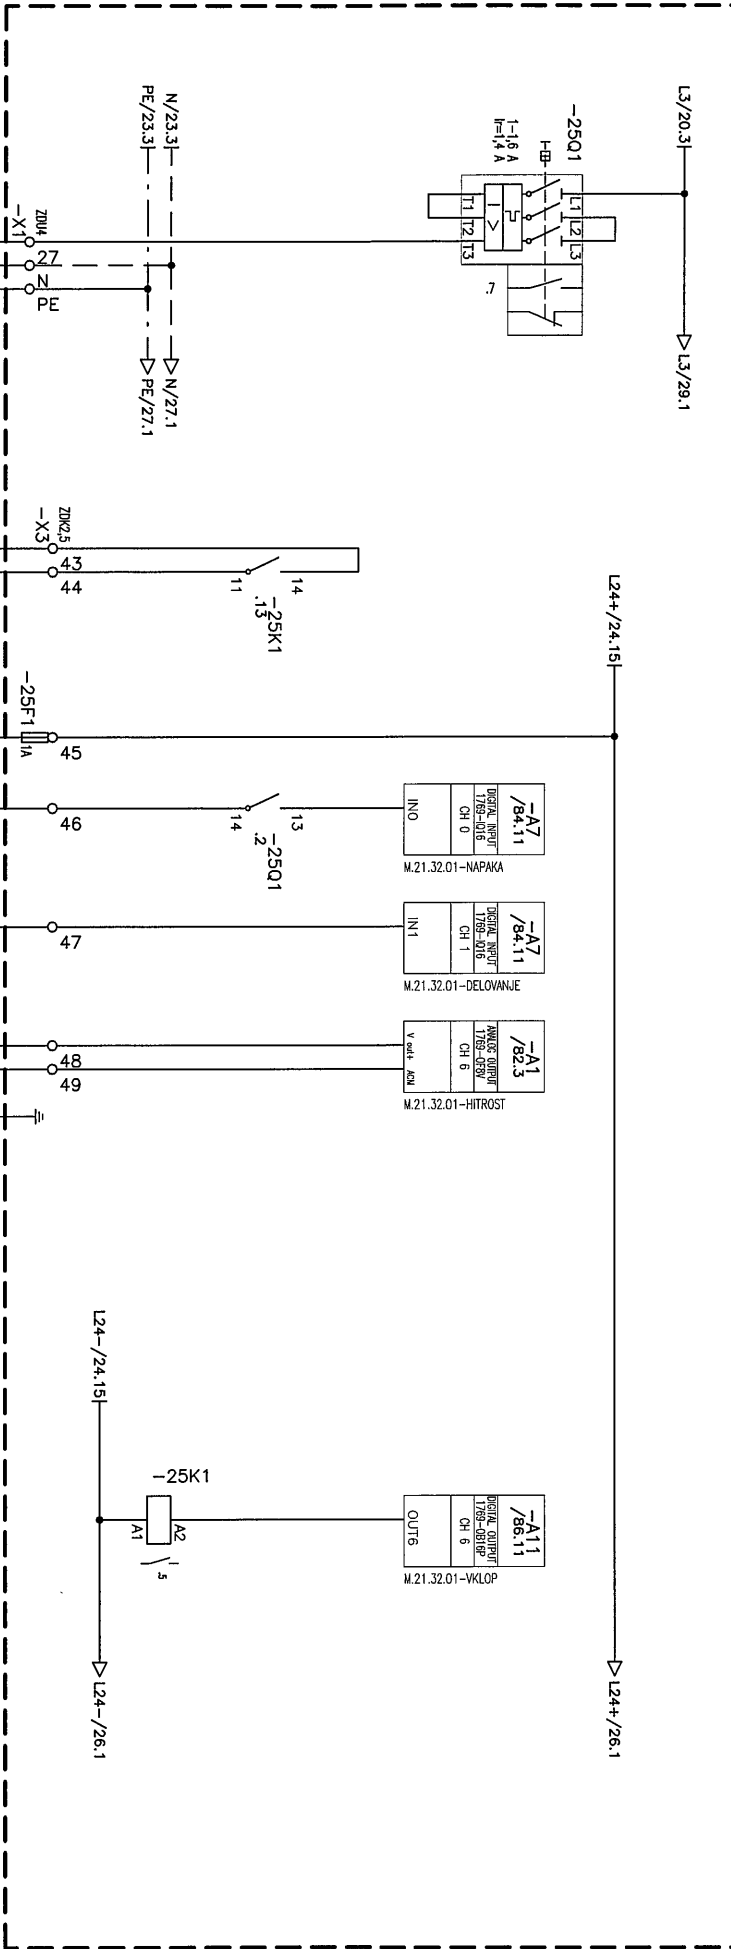 L3/20.3
L3/29.1
-25Q1
1-1,6 A
Ir=1,4 A
L1
L2
L3
T1
T2
T3
I >
.7
N/23.3
PE/23.3
N/27.1
PE/27.1
ZDU4
-X1
27
N
PE
ZDK2,5
-X3
43
44
11
14
-25K1
.13
L24+/24.15
L24+/26.1
-25F1
1A
45
46
14
13
-25Q1
.2
-A7
/84.11
DIGITAL INPUT
1769-IQ16
CH 0
IN0
M.21.32.01-NAPAKA
47
-A7
/84.11
DIGITAL INPUT
1769-IQ16
CH 1
IN1
M.21.32.01-DELOVANJE
48
49
-A1
/82.3
ANALOG OUTPUT
1769-OF8V
CH 6
V out+
ACM
M.21.32.01-HITROST
L24-/24.15
L24-/26.1
-25K1
A1
A2
.5
-A11
/86.11
DIGITAL OUTPUT
1769-OB16P
CH 6
OUT6
M.21.32.01-VKLOP